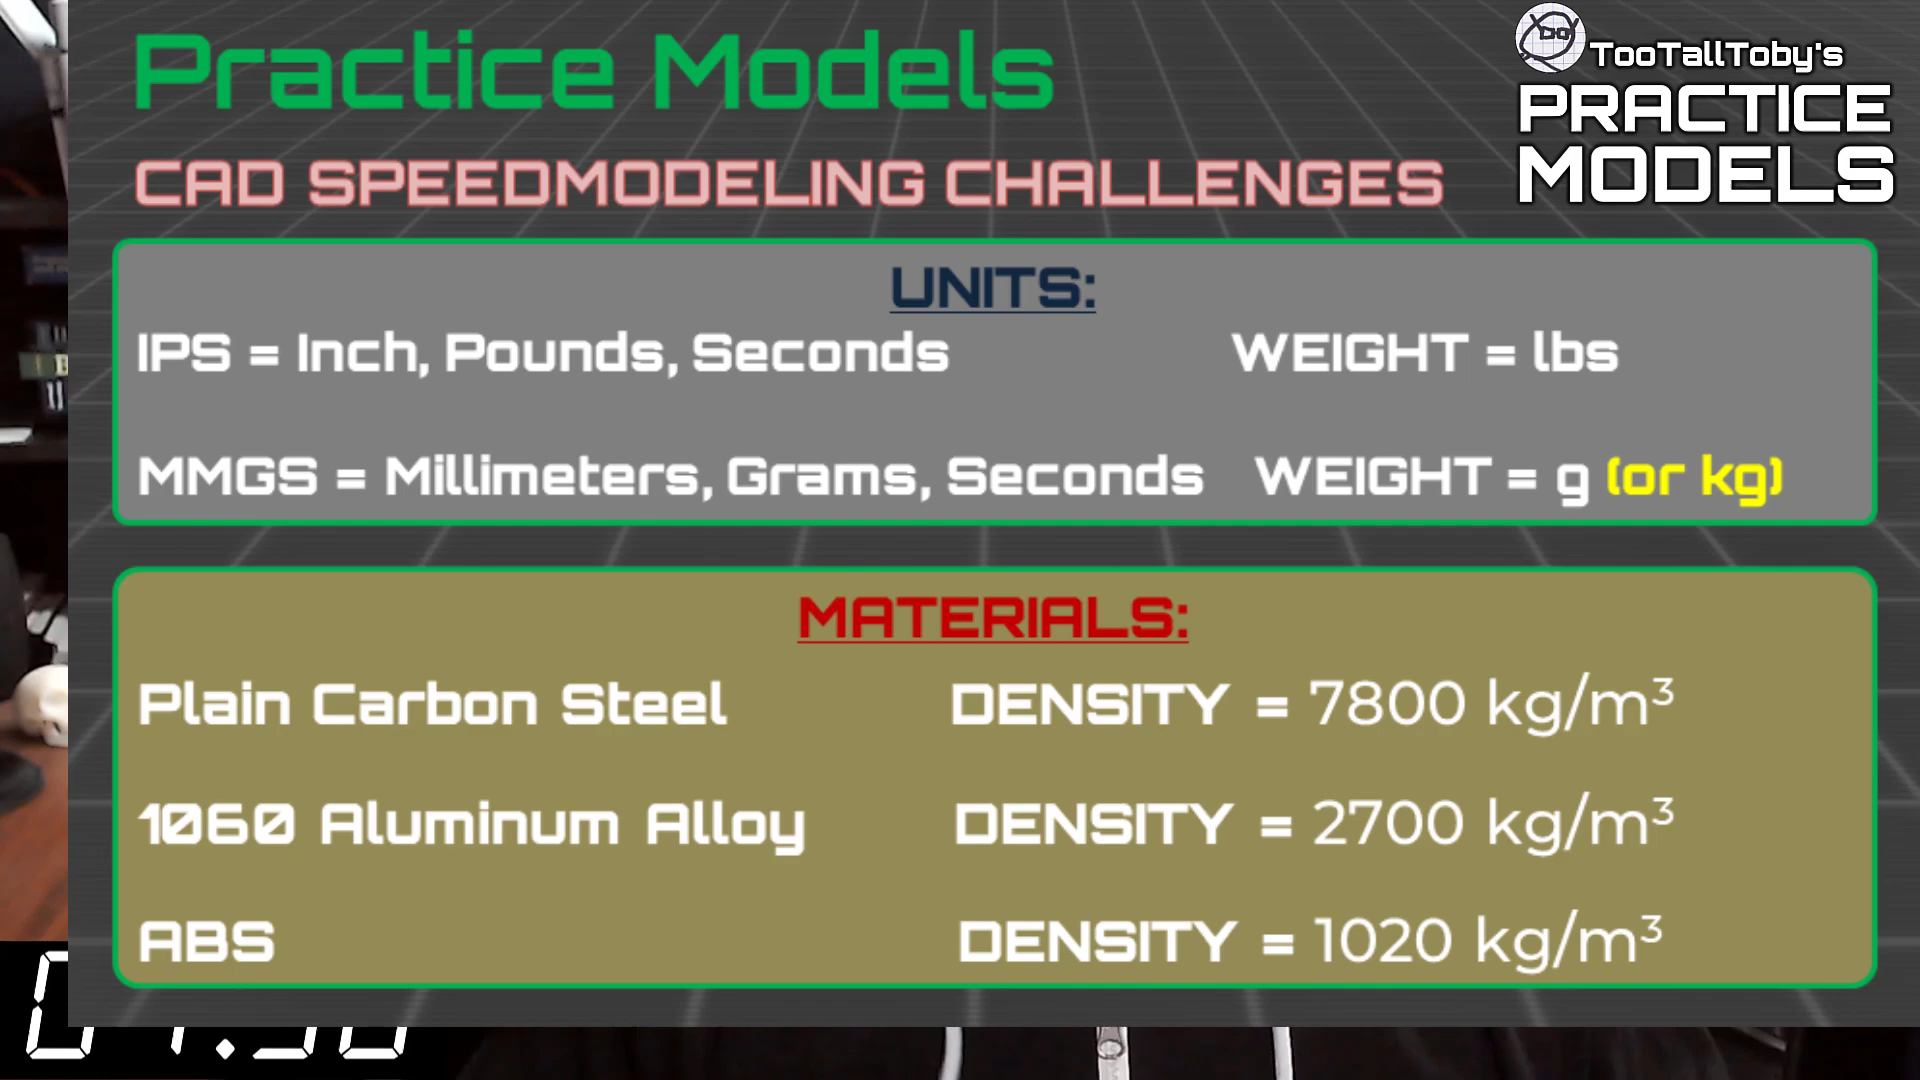 Practice Models
TooTallToby's
PRACTICE
MODELS
CAD SPEEDMODELING CHALLENGES
UNITS:
IPS = Inch, Pounds, Seconds WEIGHT = lbs
MMGS = Millimeters, Grams, Seconds WEIGHT = g (or kg)
MATERIALS:
Plain Carbon Steel DENSITY = 7800 kg/m³
1060 Aluminum Alloy DENSITY = 2700 kg/m³
ABS DENSITY = 1020 kg/m³